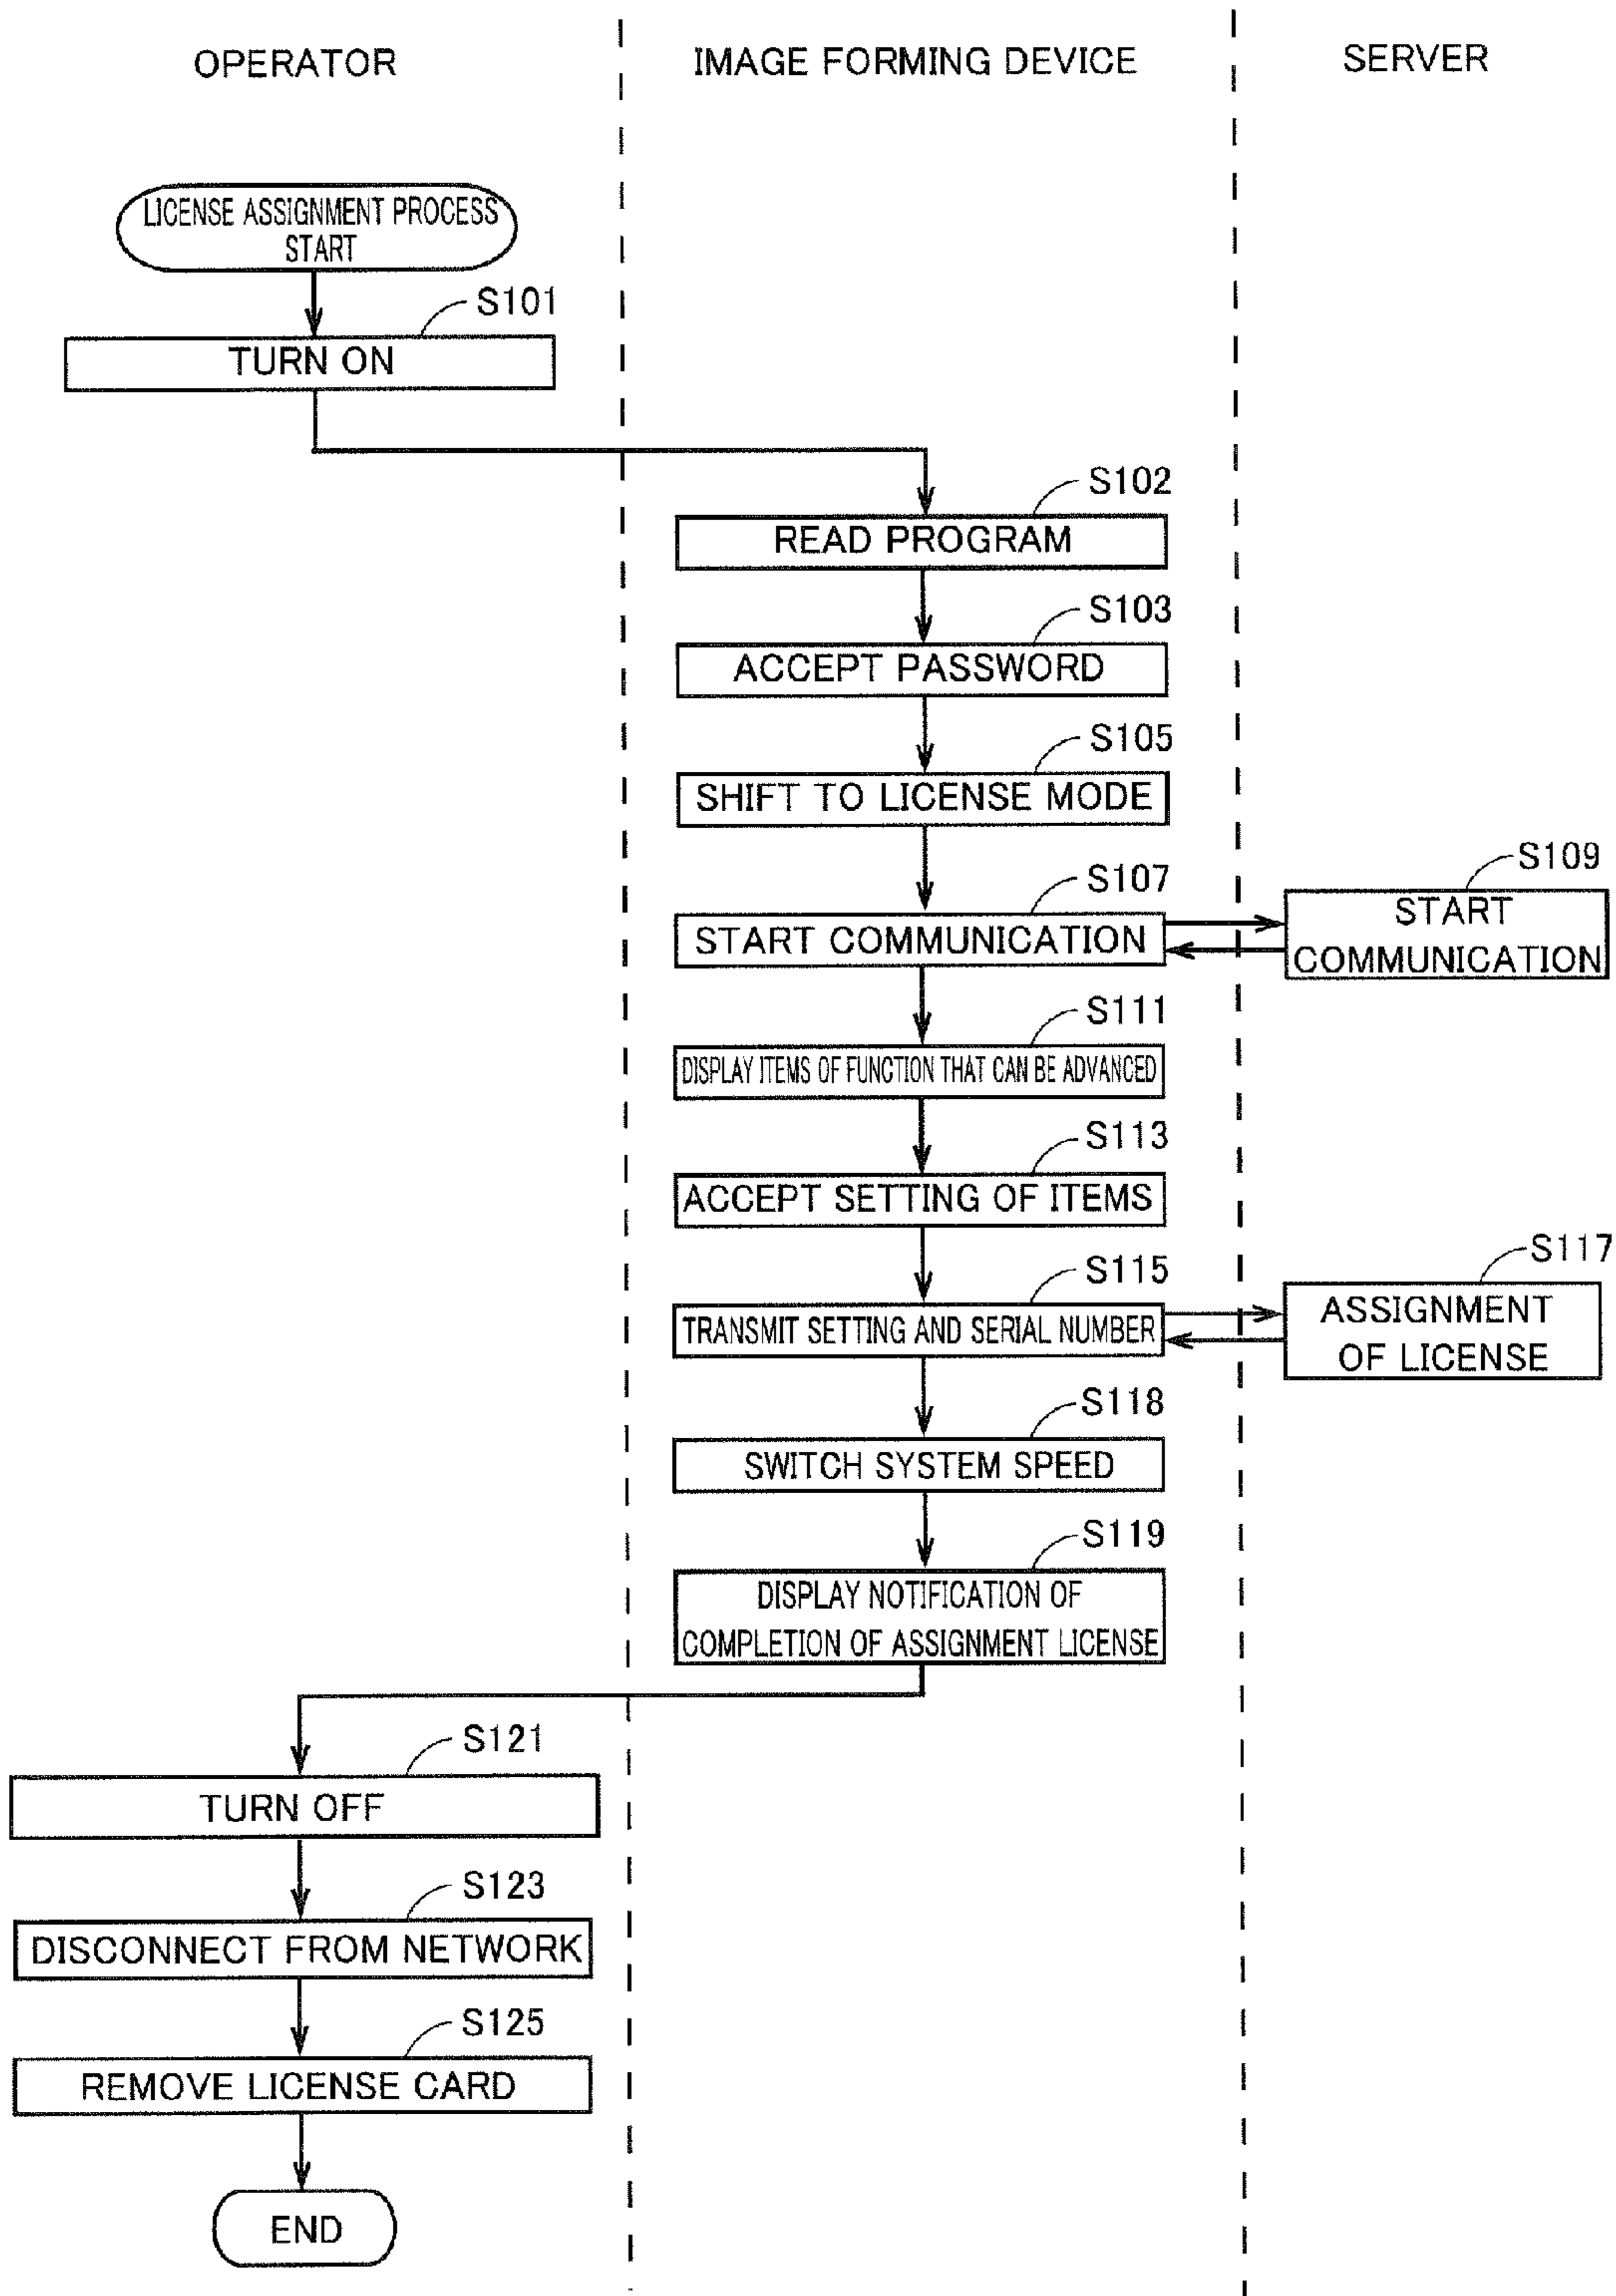 OPERATOR
IMAGE FORMING DEVICE
SERVER
LICENSE ASSIGNMENT PROCESS
START
S101
TURN ON
S102
READ PROGRAM
S103
ACCEPT PASSWORD
S105
SHIFT TO LICENSE MODE
S107
START COMMUNICATION
S109
START
COMMUNICATION
S111
DISPLAY ITEMS OF FUNCTION THAT CAN BE ADVANCED
S113
ACCEPT SETTING OF ITEMS
S115
TRANSMIT SETTING AND SERIAL NUMBER
S117
ASSIGNMENT
OF LICENSE
S118
SWITCH SYSTEM SPEED
S119
DISPLAY NOTIFICATION OF
COMPLETION OF ASSIGNMENT LICENSE
S121
TURN OFF
S123
DISCONNECT FROM NETWORK
S125
REMOVE LICENSE CARD
END